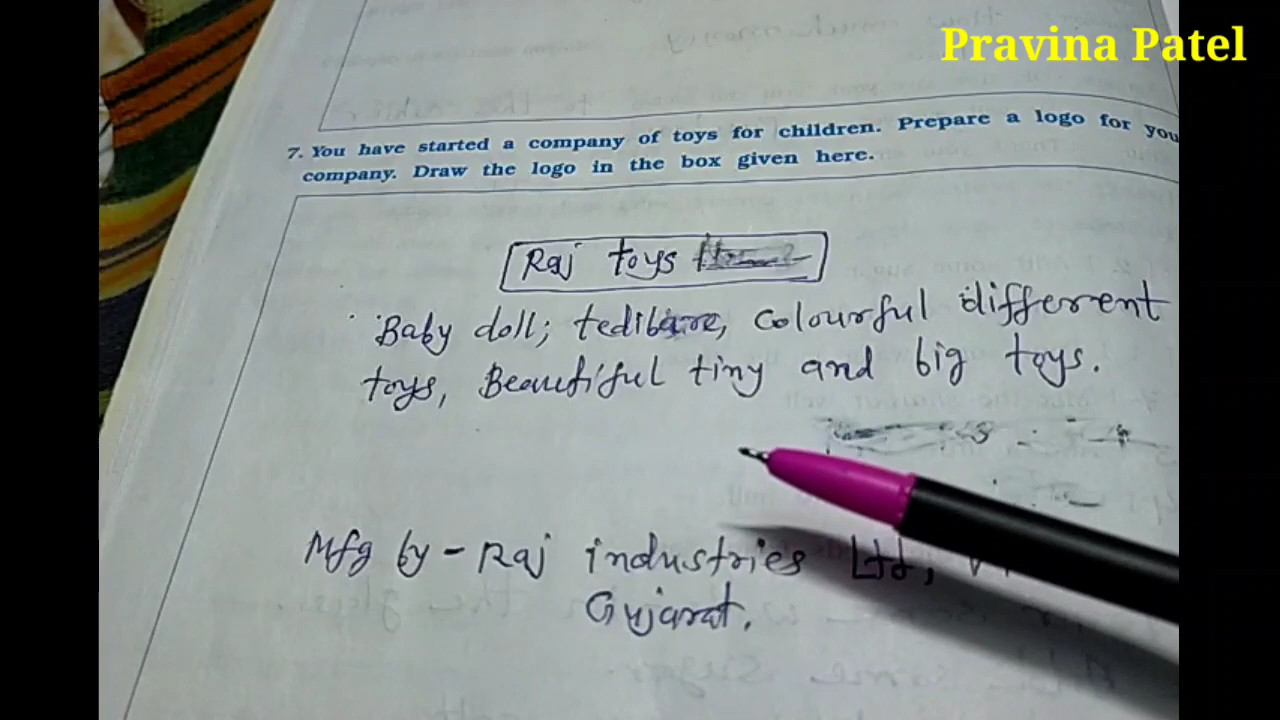 Pravina Patel
7. You have started a company of toys for children. Prepare a logo for you
company. Draw the logo in the box given here.
Raj toys
Baby doll; tedibare, colourful different
toys, Beautiful tiny and big toys.
Mfg by - Raj industries Ltd,
Gujarat.